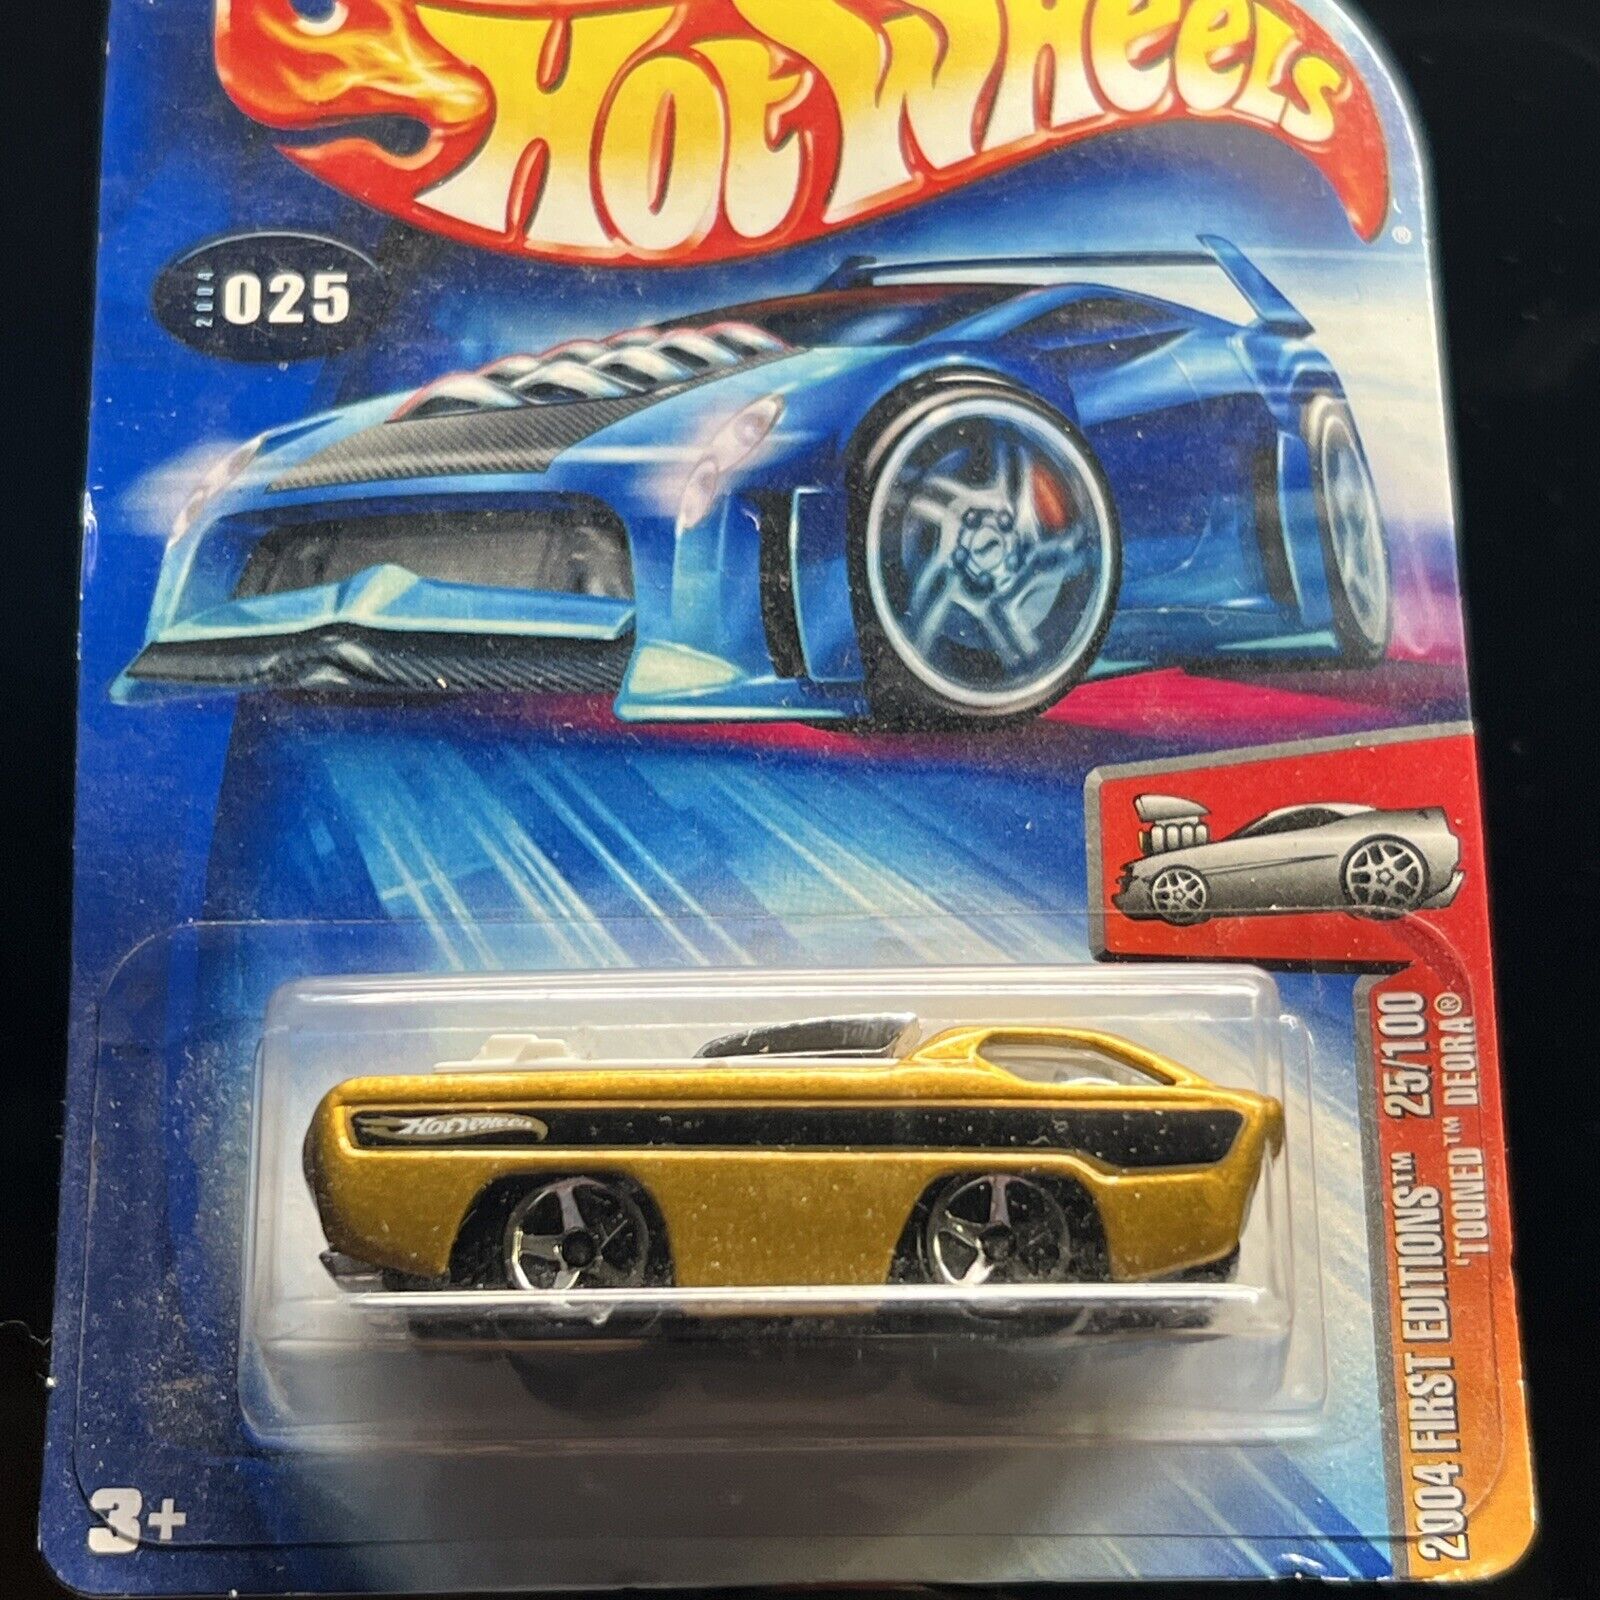 Hot Wheels®
2004 025
Hot Wheels
2004 FIRST EDITIONS™ 25/100
'TOONED™ DEORA®
3+